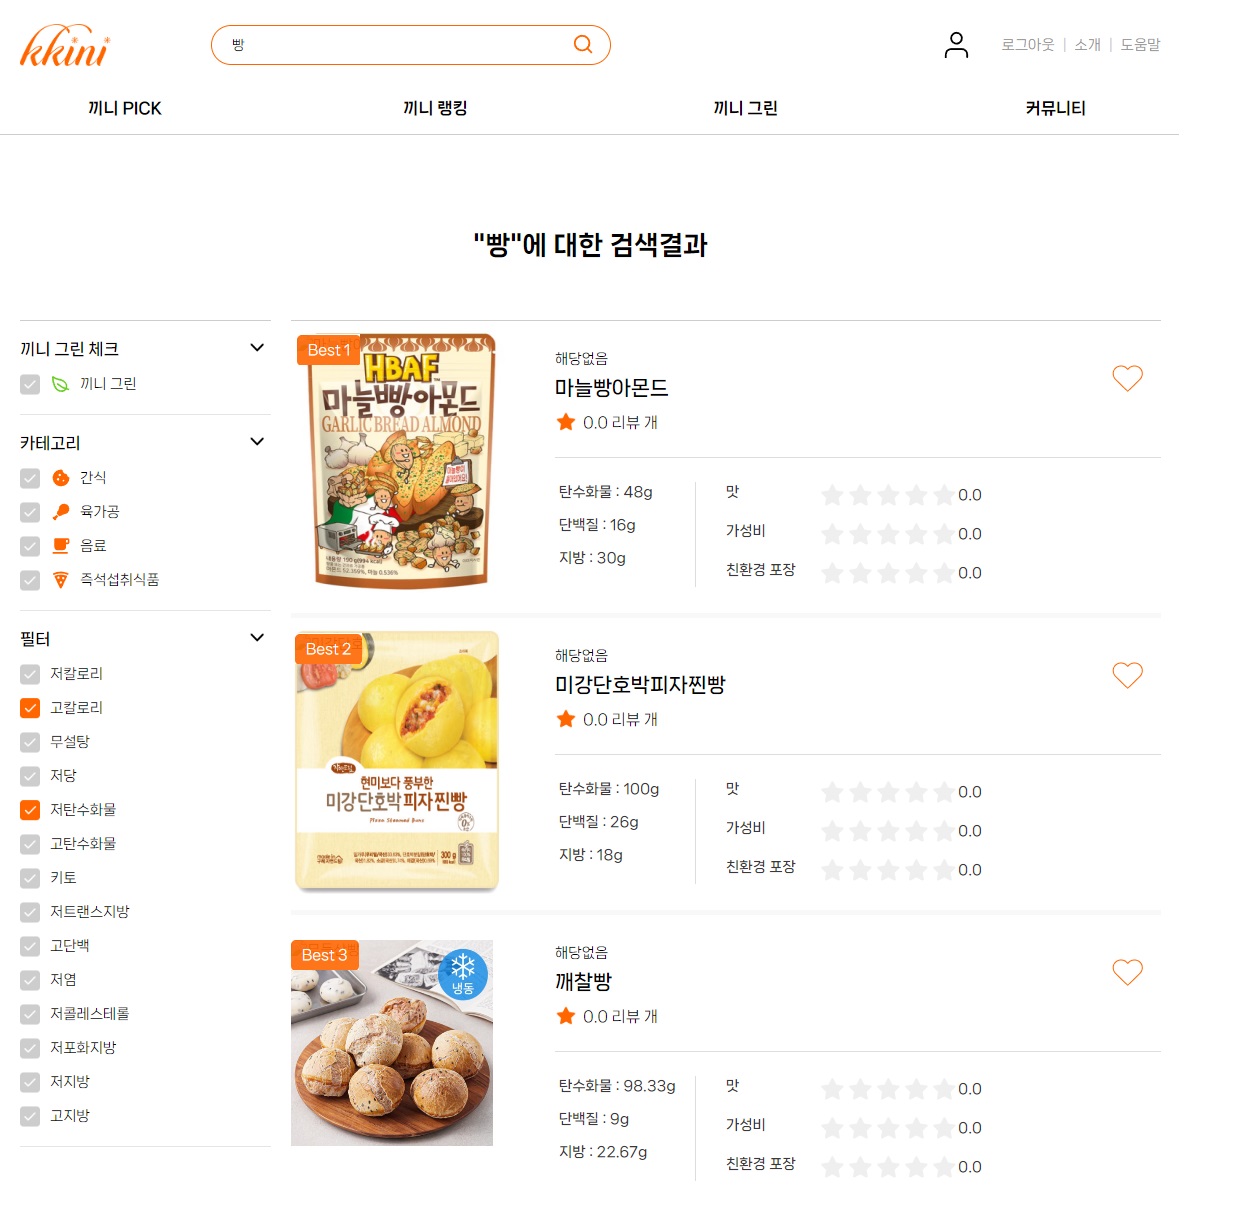 kkini
빵
로그아웃 | 소개 | 도움말
끼니 PICK
끼니 랭킹
끼니 그린
커뮤니티
"빵"에 대한 검색결과
끼니 그린 체크
끼니 그린
카테고리
간식
육가공
음료
즉석섭취식품
필터
저칼로리
고칼로리
무설탕
저당
저탄수화물
고탄수화물
키토
저트랜스지방
고단백
저염
저콜레스테롤
저포화지방
저지방
고지방
Best 1
HBAF
마늘빵아몬드
GARLIC BREAD ALMOND
해당없음
마늘빵아몬드
0.0 리뷰 개
탄수화물 : 48g
단백질 : 16g
지방 : 30g
맛 0.0
가성비 0.0
친환경 포장 0.0
Best 2
현미보다 풍부한
미강단호박피자찐빵
Pizza Steamed Buns
300 g
해당없음
미강단호박피자찐빵
0.0 리뷰 개
탄수화물 : 100g
단백질 : 26g
지방 : 18g
맛 0.0
가성비 0.0
친환경 포장 0.0
Best 3
냉동
해당없음
깨찰빵
0.0 리뷰 개
탄수화물 : 98.33g
단백질 : 9g
지방 : 22.67g
맛 0.0
가성비 0.0
친환경 포장 0.0